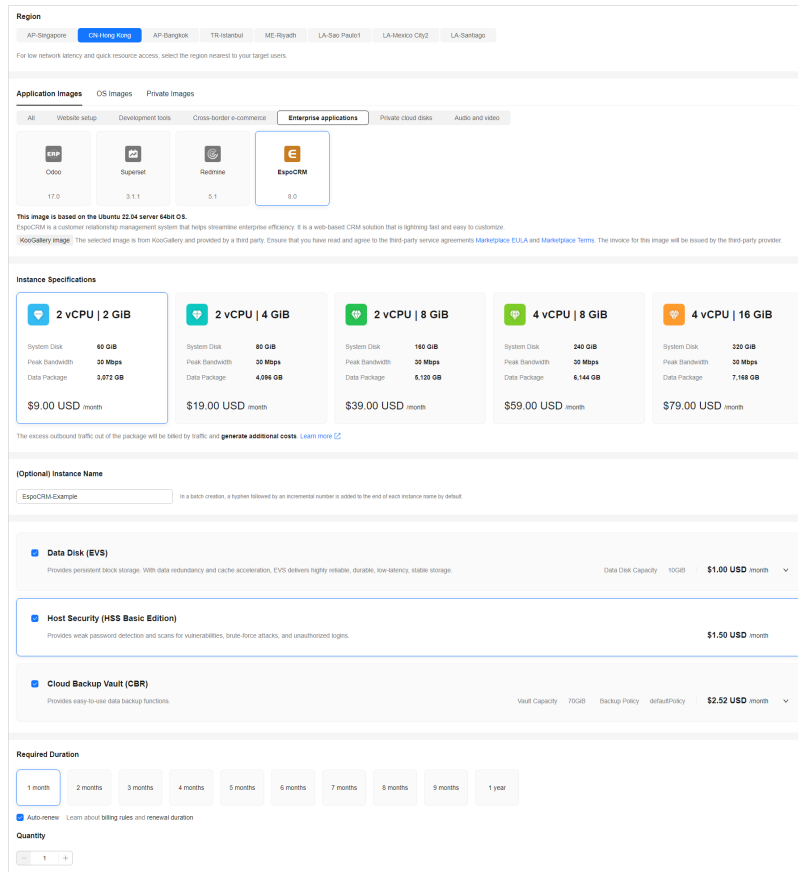 Region
AP-Singapore CN-Hong Kong AP-Bangkok TR-Istanbul ME-Riyadh LA-Sao Paulo1 LA-Mexico City2 LA-Santiago
For low network latency and quick resource access, select the region nearest to your target users.
Application Images OS Images Private Images
All Website setup Development tools Cross-border e-commerce Enterprise applications Private cloud disks Audio and video
ERP
Odoo Superset Redmine EspoCRM
17.0 3.1.1 5.1 8.0
This image is based on the Ubuntu 22.04 server 64bit OS.
EspoCRM is a customer relationship management system that helps streamline enterprise efficiency. It is a web-based CRM solution that is lightning fast and easy to customize.
KooGallery image The selected image is from KooGallery and provided by a third party. Ensure that you have read and agree to the third-party service agreements Marketplace EULA and Marketplace Terms. The invoice for this image will be issued by the third-party provider.
Instance Specifications
2 vCPU | 2 GiB 2 vCPU | 4 GiB 2 vCPU | 8 GiB 4 vCPU | 8 GiB 4 vCPU | 16 GiB
System Disk 60 GiB System Disk 80 GiB System Disk 160 GiB System Disk 240 GiB System Disk 320 GiB
Peak Bandwidth 30 Mbps Peak Bandwidth 30 Mbps Peak Bandwidth 30 Mbps Peak Bandwidth 30 Mbps Peak Bandwidth 30 Mbps
Data Package 3,072 GB Data Package 4,096 GB Data Package 5,120 GB Data Package 6,144 GB Data Package 7,168 GB
$9.00 USD /month $19.00 USD /month $39.00 USD /month $59.00 USD /month $79.00 USD /month
The excess outbound traffic out of the package will be billed by traffic and generate additional costs. Learn more
(Optional) Instance Name
EspoCRM-Example In a batch creation, a hyphen followed by an incremental number is added to the end of each instance name by default.
Data Disk (EVS)
Provides persistent block storage. With data redundancy and cache acceleration, EVS delivers highly reliable, durable, low-latency, stable storage. Data Disk Capacity 10GiB $1.00 USD /month
Host Security (HSS Basic Edition)
Provides weak password detection and scans for vulnerabilities, brute-force attacks, and unauthorized logins. $1.50 USD /month
Cloud Backup Vault (CBR)
Provides easy-to-use data backup functions. Vault Capacity 70GiB Backup Policy defaultPolicy $2.52 USD /month
Required Duration
1 month 2 months 3 months 4 months 5 months 6 months 7 months 8 months 9 months 1 year
Auto-renew Learn about billing rules and renewal duration
Quantity
− 1 +